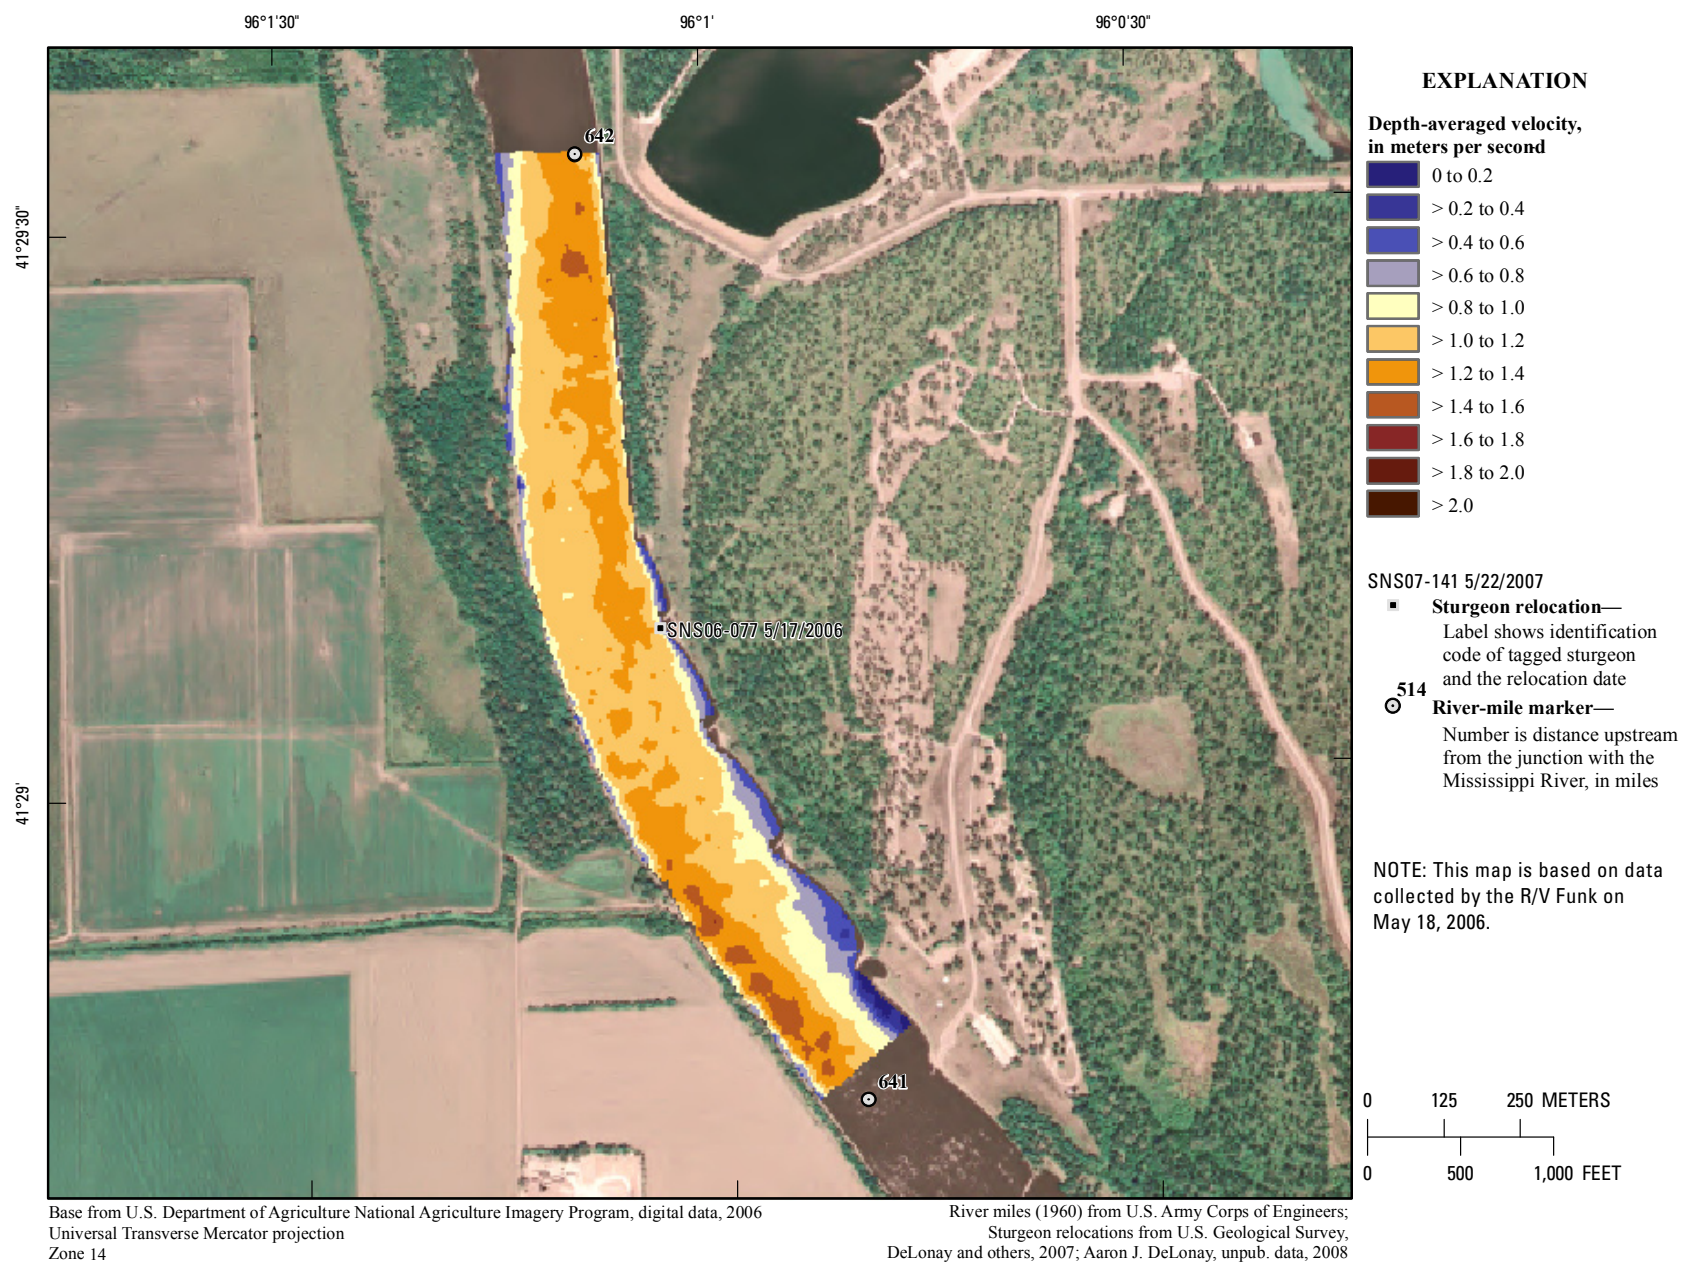 96°1'30"
96°1'
96°0'30"
41°29'30"
41°29'
642
SNS06-077 5/17/2006
641
EXPLANATION
Depth-averaged velocity,
in meters per second
0 to 0.2
> 0.2 to 0.4
> 0.4 to 0.6
> 0.6 to 0.8
> 0.8 to 1.0
> 1.0 to 1.2
> 1.2 to 1.4
> 1.4 to 1.6
> 1.6 to 1.8
> 1.8 to 2.0
> 2.0
SNS07-141 5/22/2007
Sturgeon relocation—
Label shows identification
code of tagged sturgeon
and the relocation date
514
River-mile marker—
Number is distance upstream
from the junction with the
Mississippi River, in miles
NOTE: This map is based on data
collected by the R/V Funk on
May 18, 2006.
0 125 250 METERS
0 500 1,000 FEET
Base from U.S. Department of Agriculture National Agriculture Imagery Program, digital data, 2006
Universal Transverse Mercator projection
Zone 14
River miles (1960) from U.S. Army Corps of Engineers;
Sturgeon relocations from U.S. Geological Survey,
DeLonay and others, 2007; Aaron J. DeLonay, unpub. data, 2008